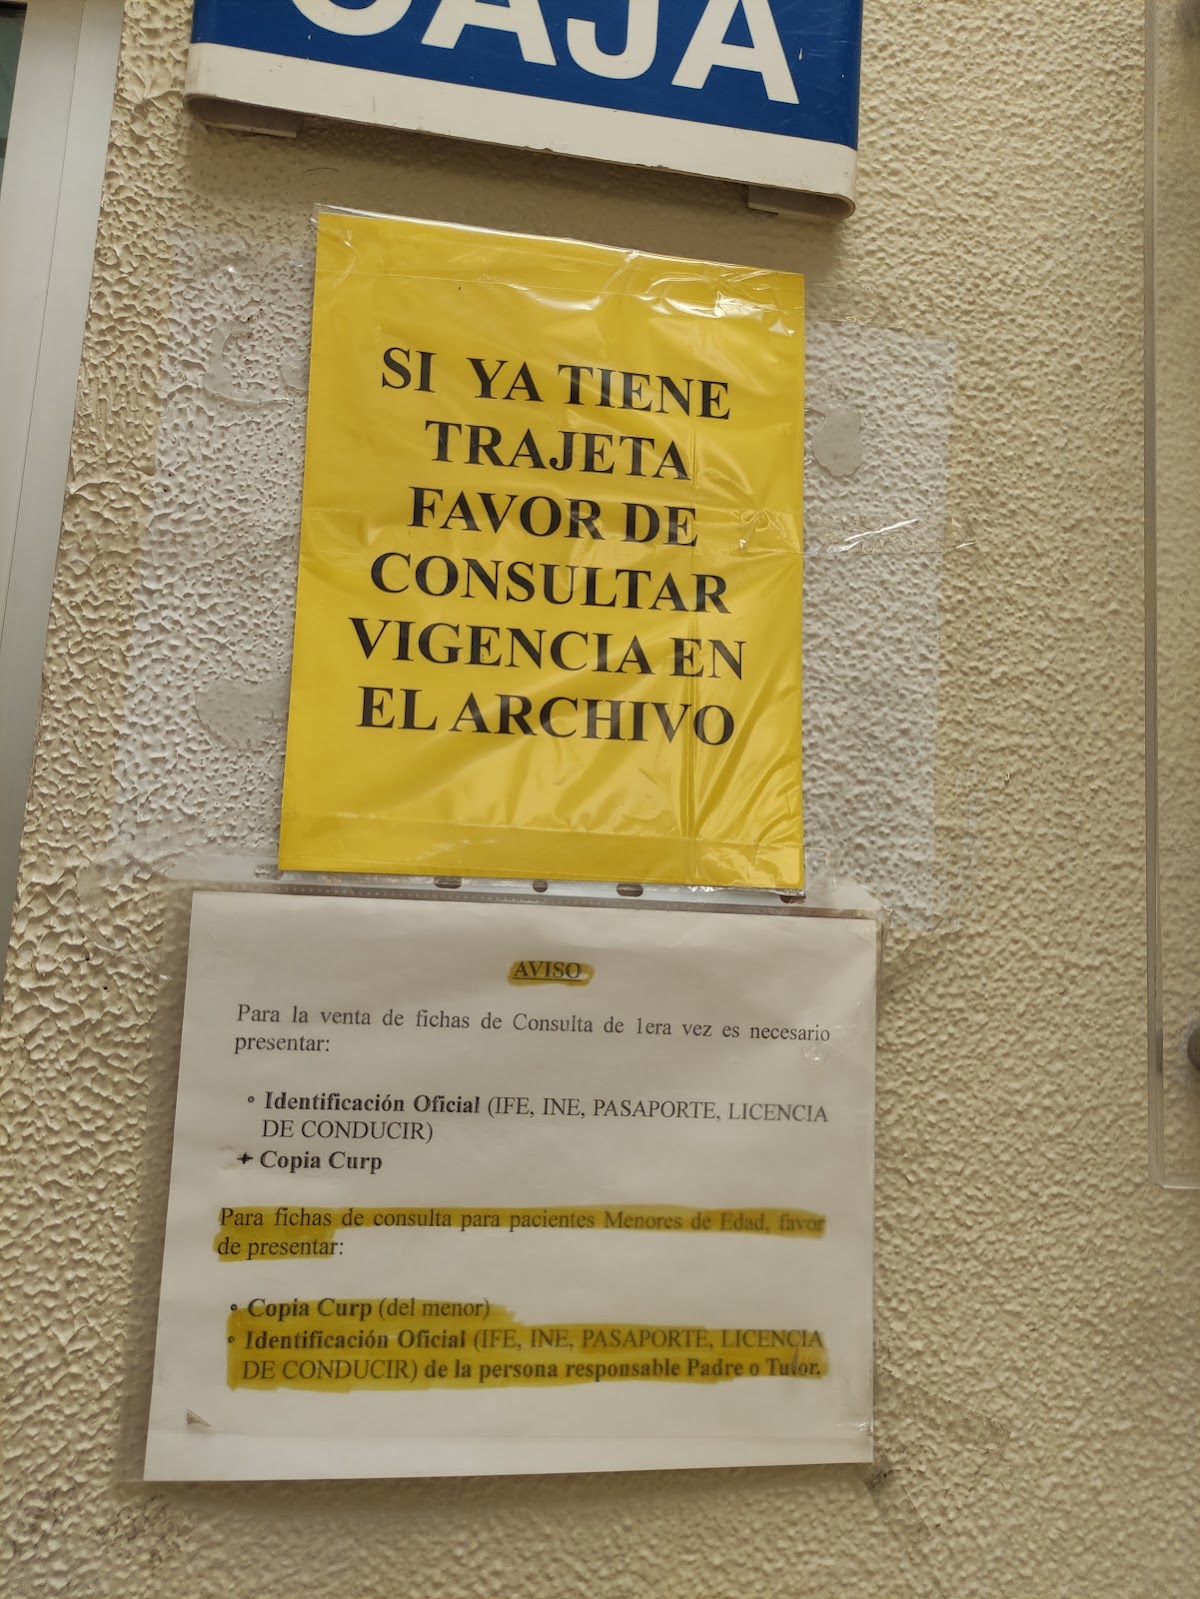 CAJA
SI YA TIENE
TRAJETA
FAVOR DE
CONSULTAR
VIGENCIA EN
EL ARCHIVO
AVISO
Para la venta de fichas de Consulta de 1era vez es necesario
presentar:
• Identificación Oficial (IFE, INE, PASAPORTE, LICENCIA
DE CONDUCIR)
+ Copia Curp
Para fichas de consulta para pacientes Menores de Edad, favor
de presentar:
• Copia Curp (del menor)
• Identificación Oficial (IFE, INE, PASAPORTE, LICENCIA
DE CONDUCIR) de la persona responsable Padre o Tutor.